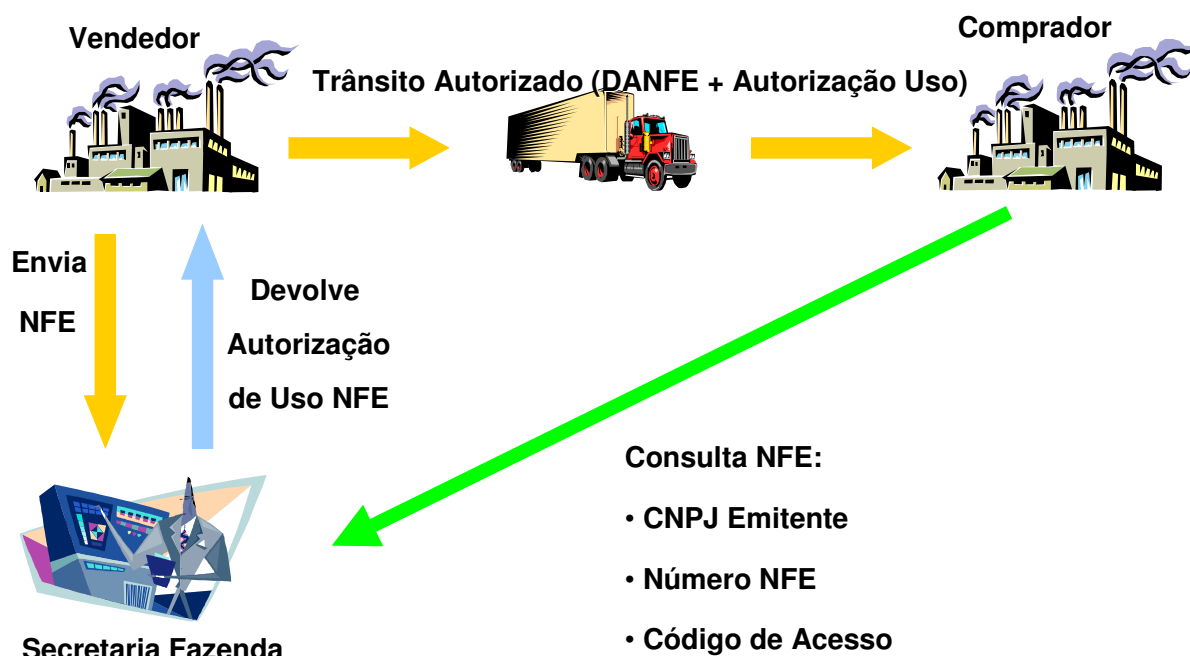 Vendedor
Comprador
Trânsito Autorizado (DANFE + Autorização Uso)
Envia
NFE
Devolve
Autorização
de Uso NFE
Consulta NFE:
• CNPJ Emitente
• Número NFE
• Código de Acesso
Secretaria Fazenda